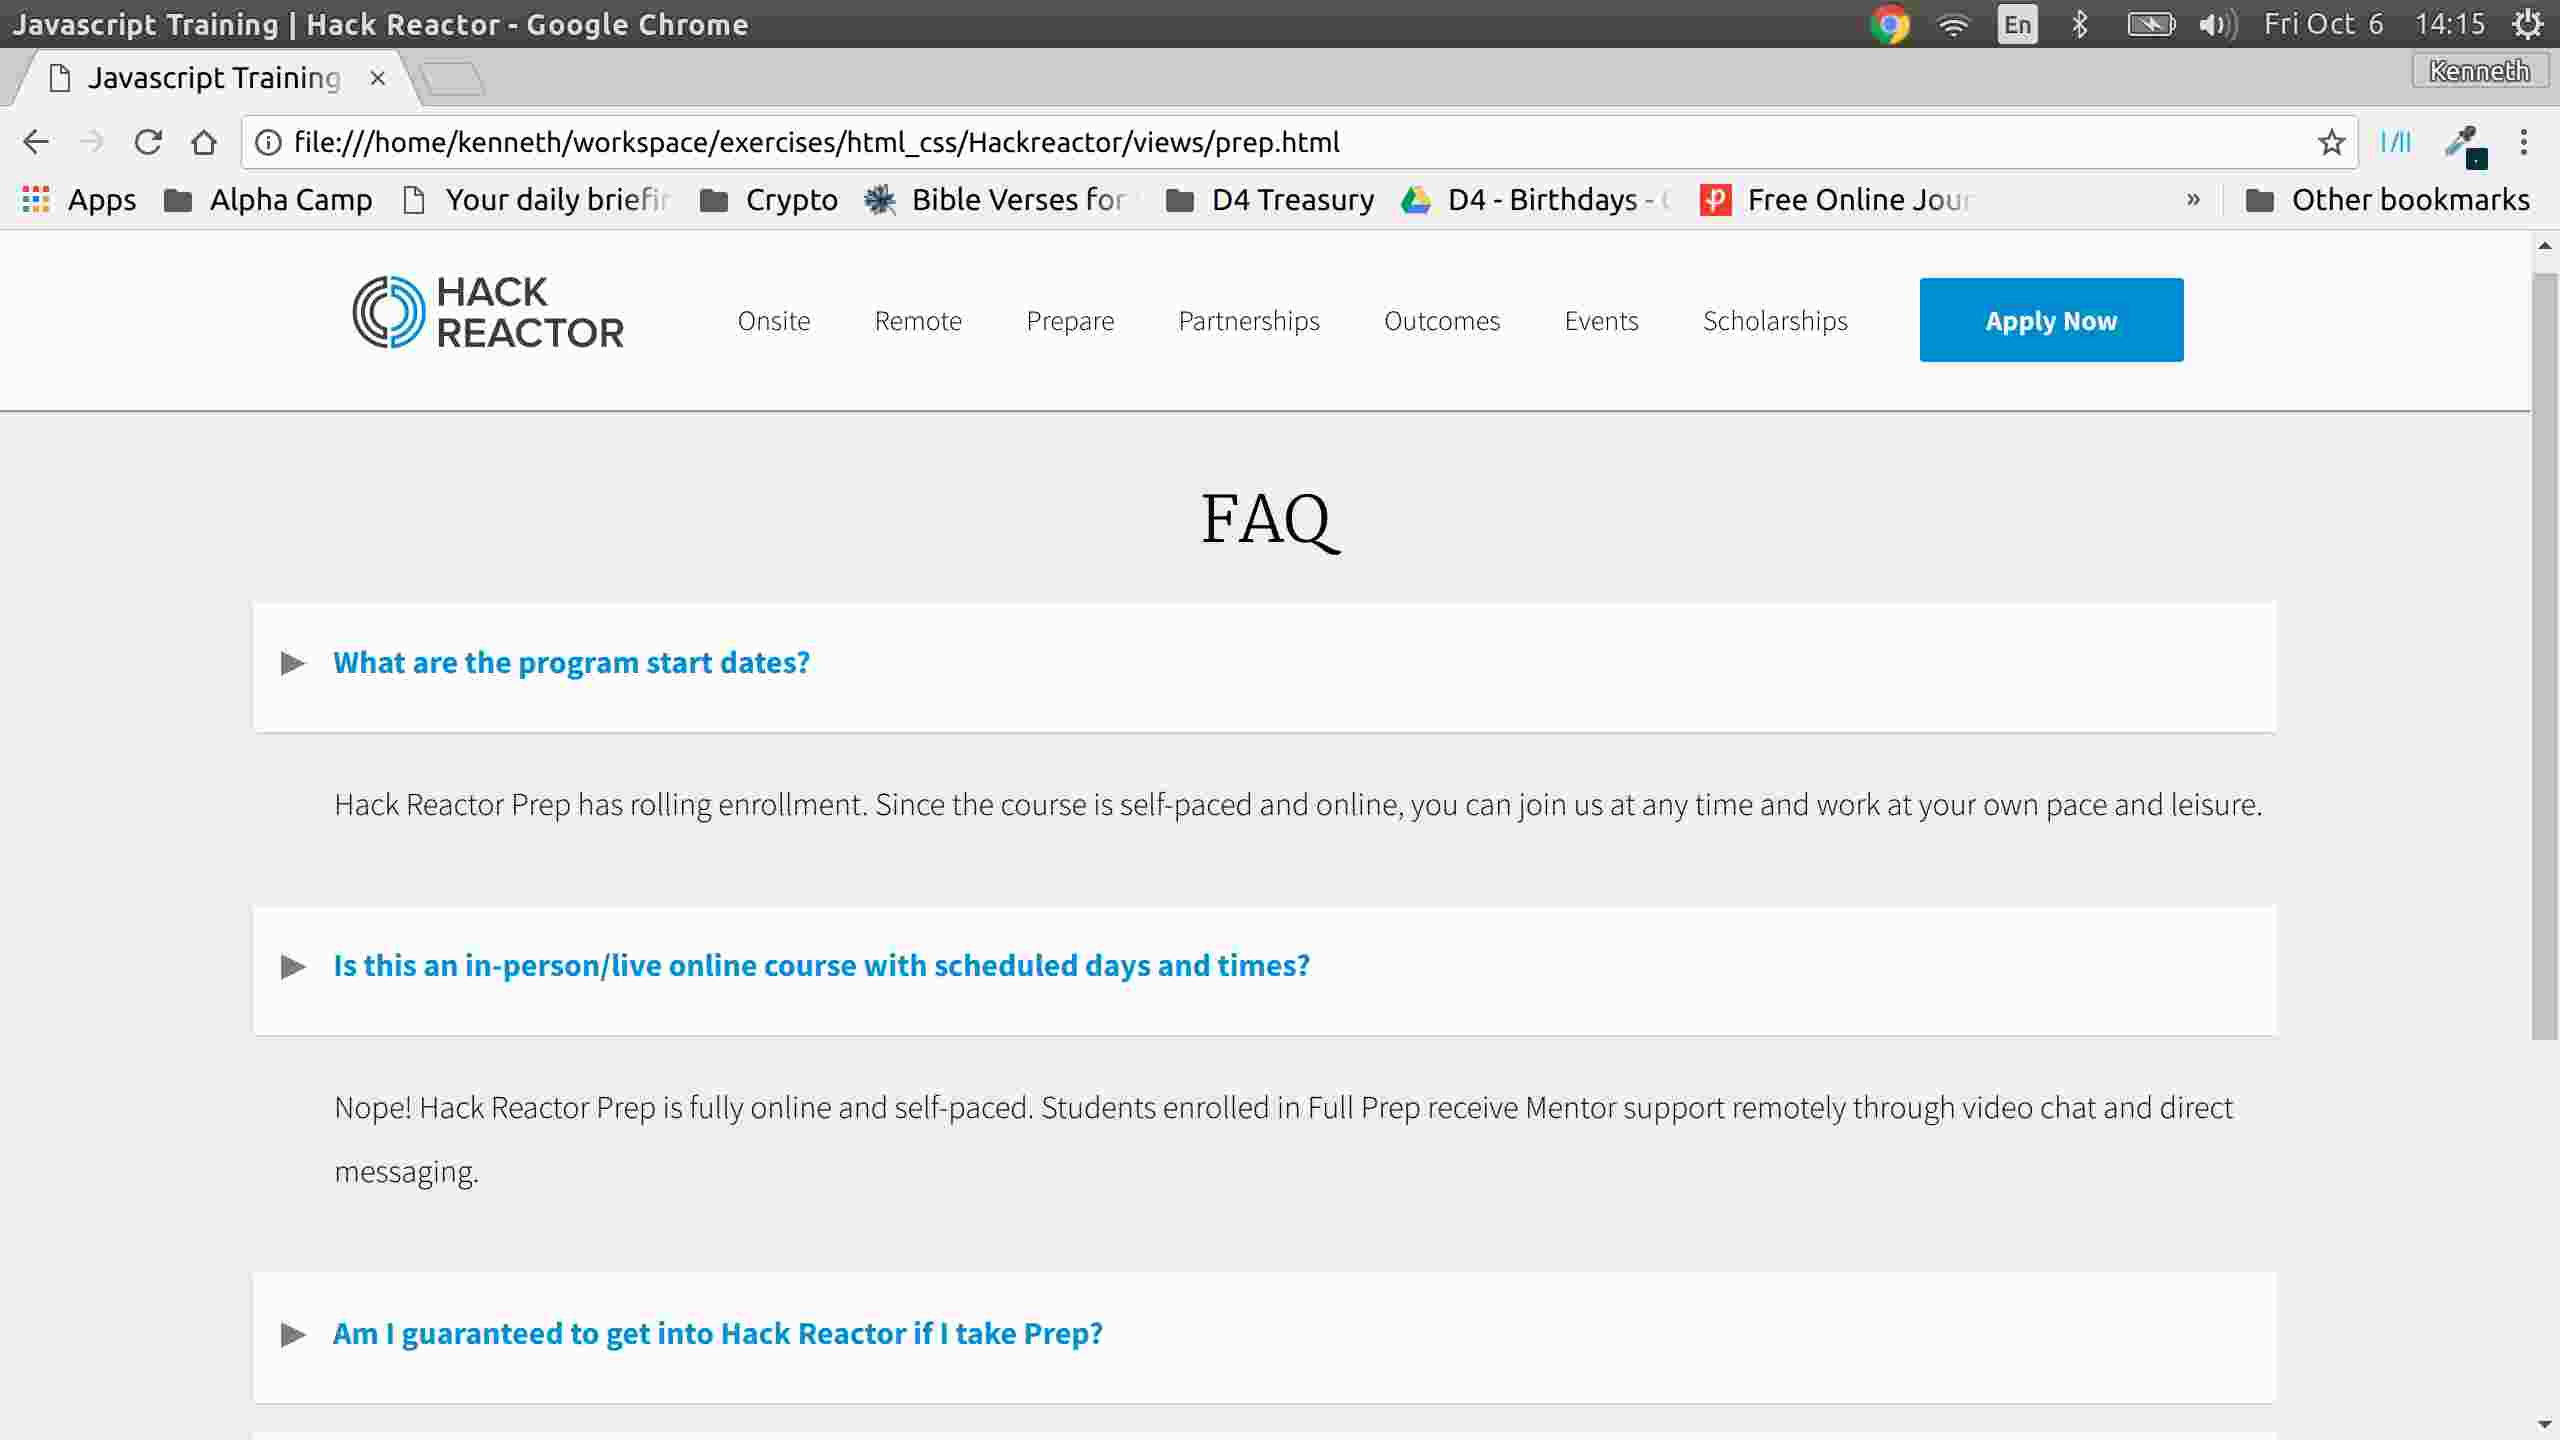 Javascript Training | Hack Reactor - Google Chrome
En
Fri Oct 6 14:15
Javascript Training
Kenneth
file:///home/kenneth/workspace/exercises/html_css/Hackreactor/views/prep.html
Apps Alpha Camp Your daily briefin Crypto Bible Verses for D4 Treasury D4 - Birthdays - Free Online Jour » Other bookmarks
HACK
REACTOR
Onsite Remote Prepare Partnerships Outcomes Events Scholarships Apply Now
FAQ
What are the program start dates?
Hack Reactor Prep has rolling enrollment. Since the course is self-paced and online, you can join us at any time and work at your own pace and leisure.
Is this an in-person/live online course with scheduled days and times?
Nope! Hack Reactor Prep is fully online and self-paced. Students enrolled in Full Prep receive Mentor support remotely through video chat and direct
messaging.
Am I guaranteed to get into Hack Reactor if I take Prep?